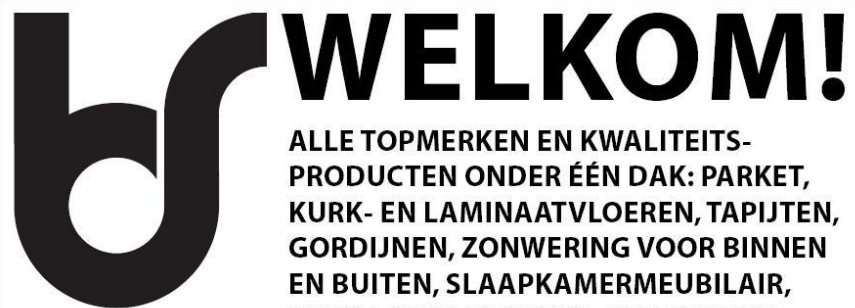 WELKOM!
ALLE TOPMERKEN EN KWALITEITS-
PRODUCTEN ONDER ÉÉN DAK: PARKET,
KURK- EN LAMINAATVLOEREN, TAPIJTEN,
GORDIJNEN, ZONWERING VOOR BINNEN
EN BUITEN, SLAAPKAMERMEUBILAIR,